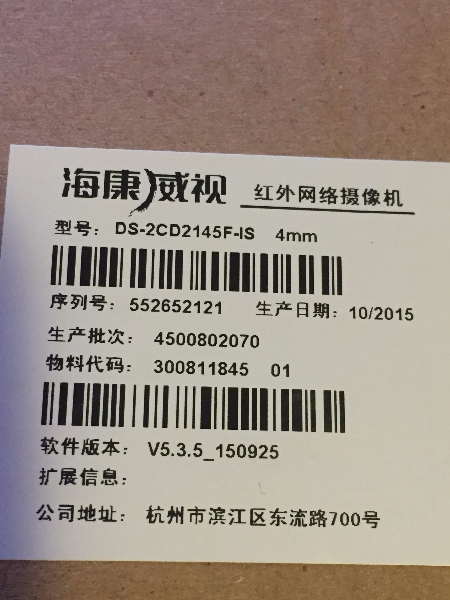 海康威视 红外网络摄像机
型号： DS-2CD2145F-IS 4mm
序列号： 552652121 生产日期： 10/2015
生产批次： 4500802070
物料代码： 300811845 01
软件版本： V5.3.5_150925
扩展信息：
公司地址： 杭州市滨江区东流路700号